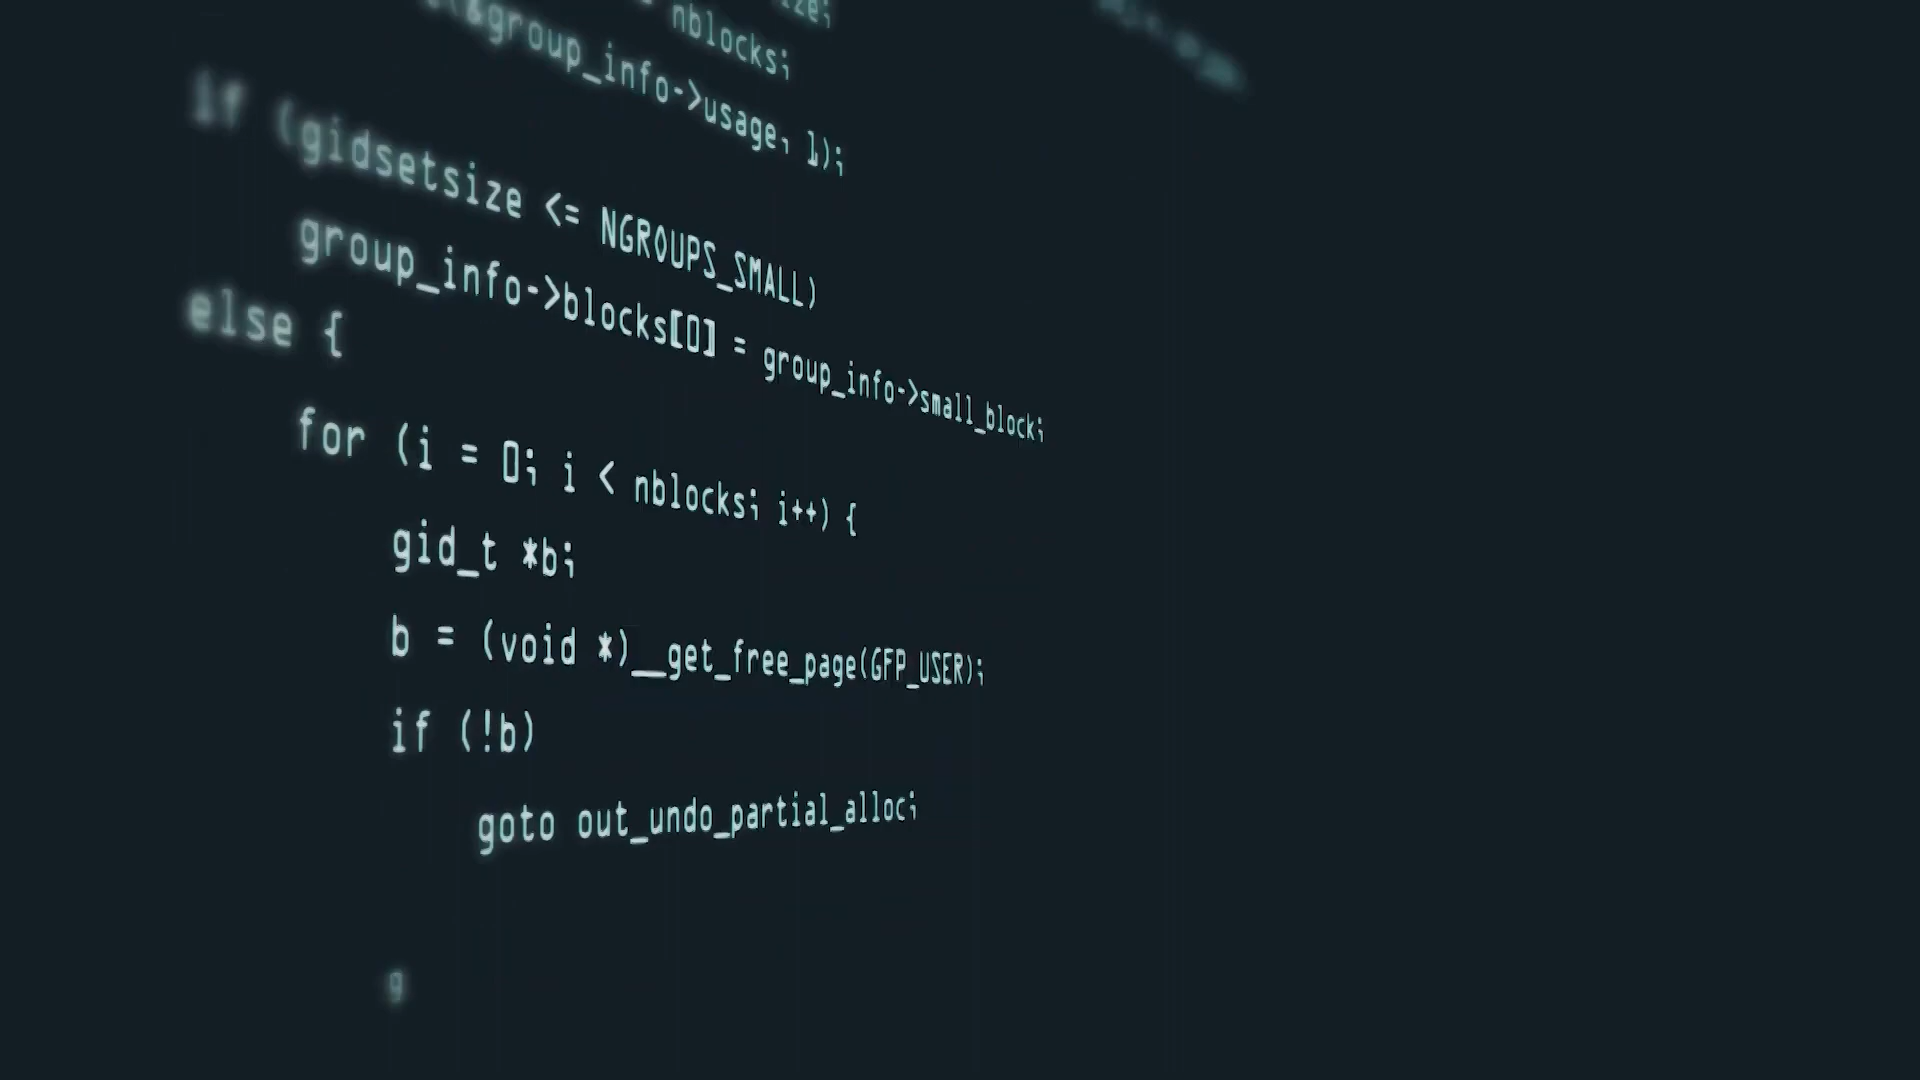 nblocks;
&group_info->usage, 1);
if (gidsetsize <= NGROUPS_SMALL)
group_info->blocks[0] = group_info->small_block;
else {
for (i = 0; i < nblocks; i++) {
gid_t *b;
b = (void *)__get_free_page(GFP_USER);
if (!b)
goto out_undo_partial_alloc;
g